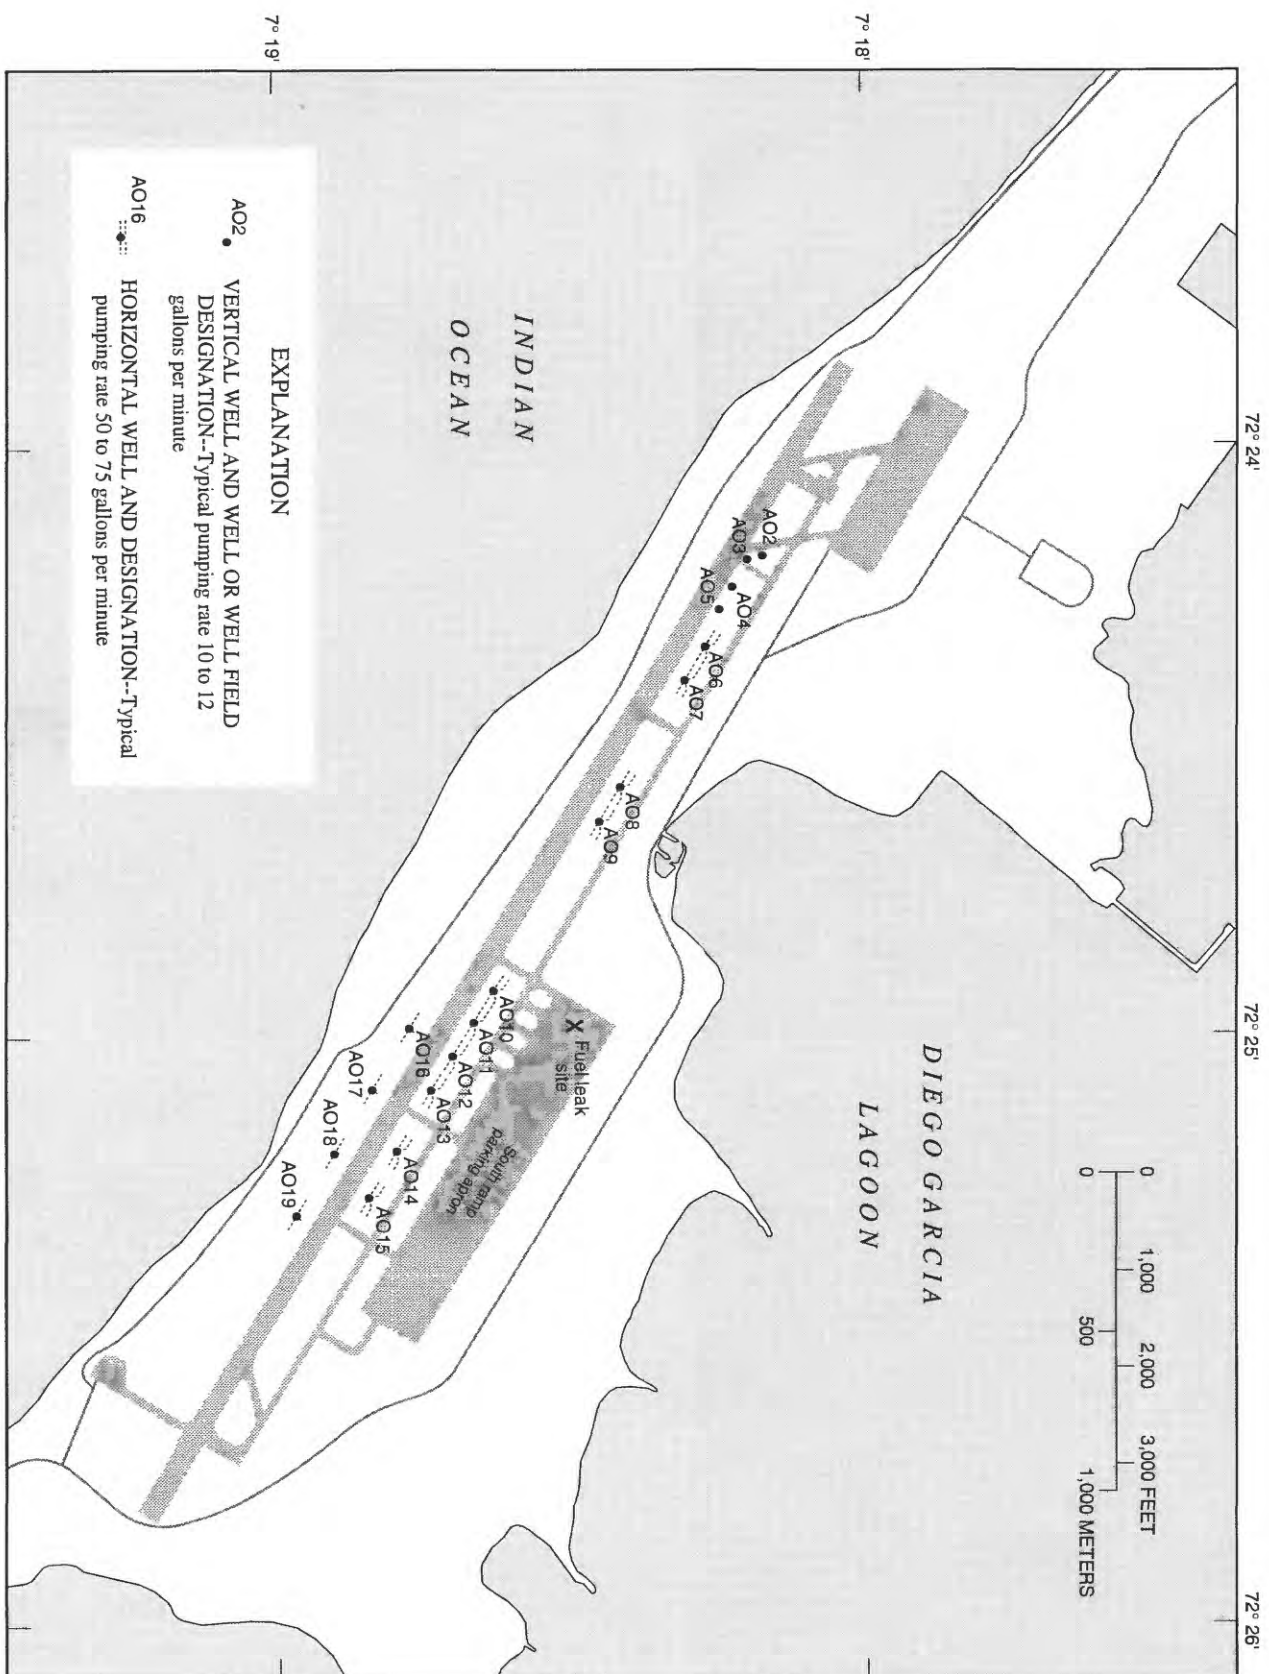 72° 24'
72° 25'
72° 26'
7° 18'
7° 19'
0 1,000 2,000 3,000 FEET
0 500 1,000 METERS
DIEGO GARCIA
LAGOON
INDIAN
OCEAN
AO2
AO3
AO4
AO5
AO6
AO7
AO8
AO9
AO10
AO11
AO12
AO13
AO14
AO15
AO16
AO17
AO18
AO19
X Fuel leak
site
South ramp
parking apron
EXPLANATION
AO2 VERTICAL WELL AND WELL OR WELL FIELD
DESIGNATION--Typical pumping rate 10 to 12
gallons per minute
AO16 HORIZONTAL WELL AND DESIGNATION--Typical
pumping rate 50 to 75 gallons per minute